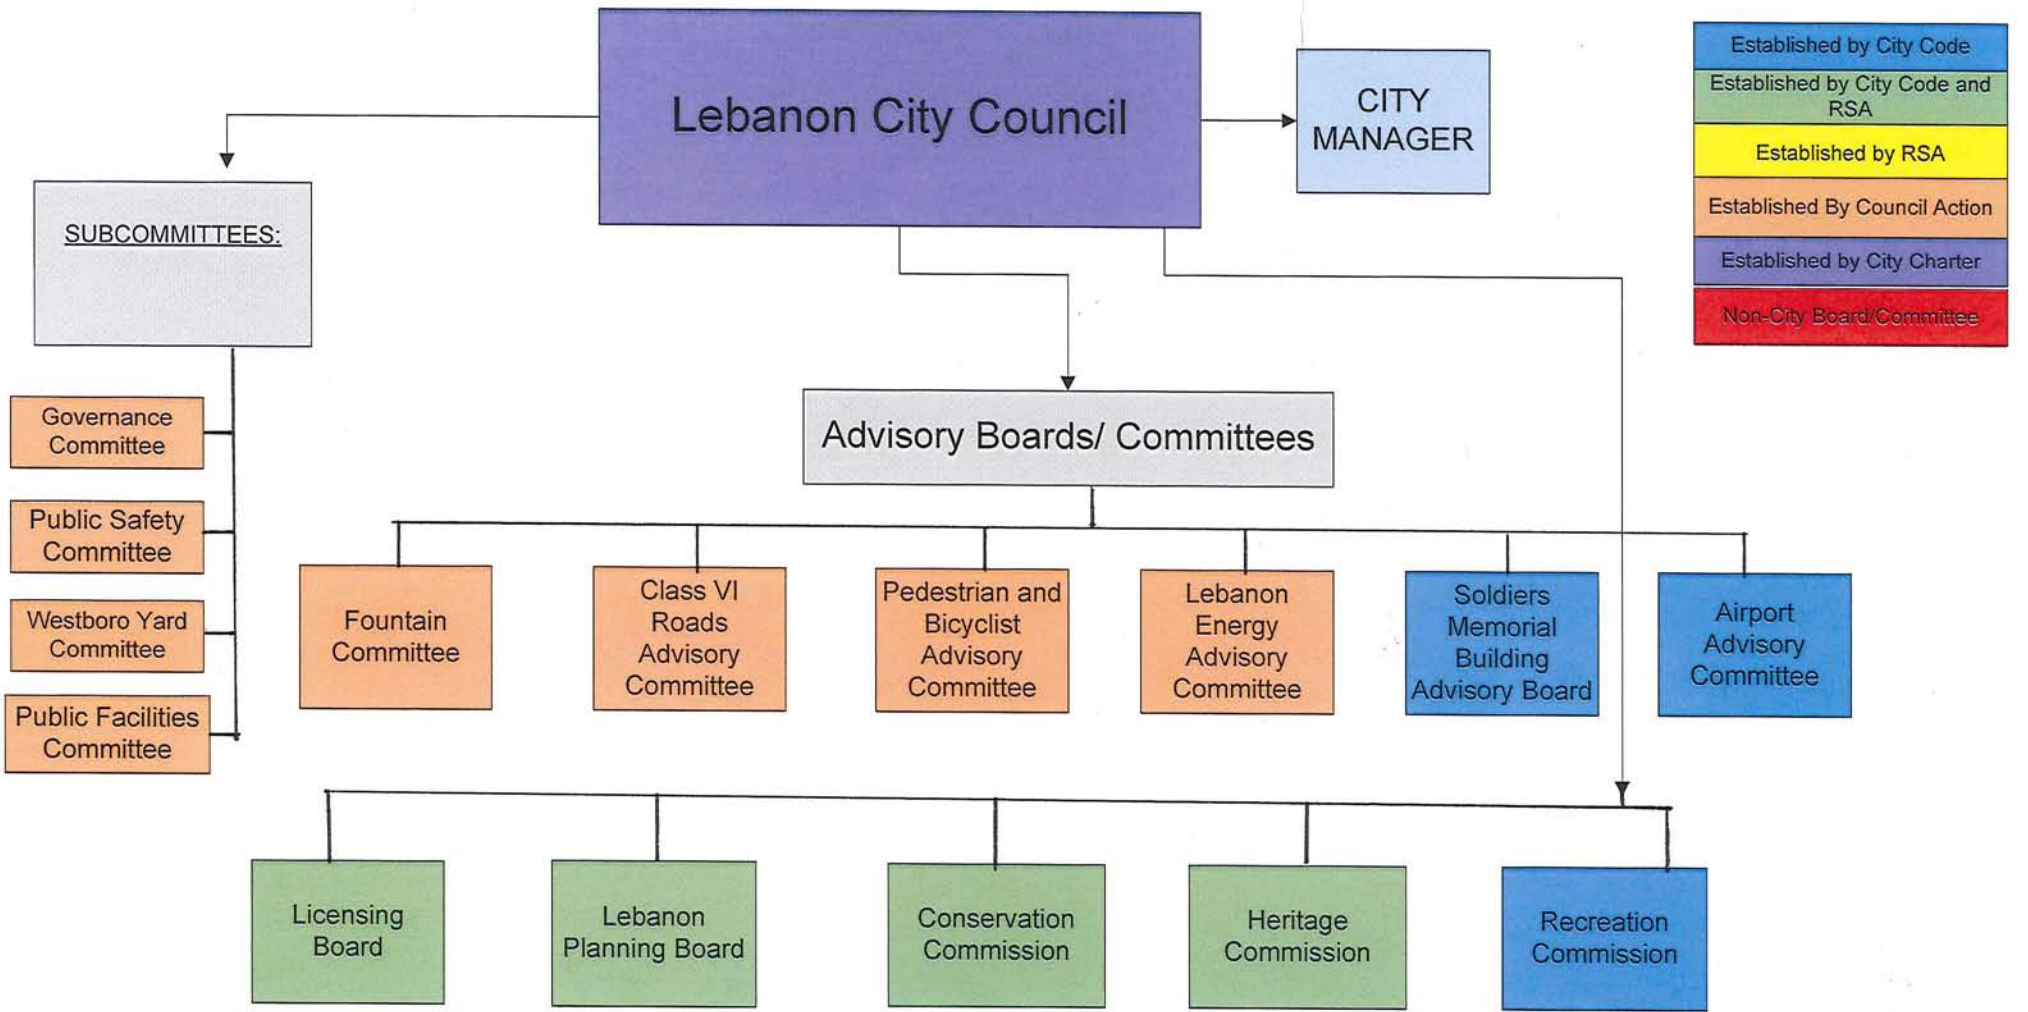 Lebanon City Council
CITY
MANAGER
Established by City Code
Established by City Code and
RSA
Established by RSA
Established By Council Action
Established by City Charter
Non-City Board/Committee
SUBCOMMITTEES:
Governance
Committee
Public Safety
Committee
Westboro Yard
Committee
Public Facilities
Committee
Advisory Boards/ Committees
Fountain
Committee
Class VI
Roads
Advisory
Committee
Pedestrian and
Bicyclist
Advisory
Committee
Lebanon
Energy
Advisory
Committee
Soldiers
Memorial
Building
Advisory Board
Airport
Advisory
Committee
Licensing
Board
Lebanon
Planning Board
Conservation
Commission
Heritage
Commission
Recreation
Commission